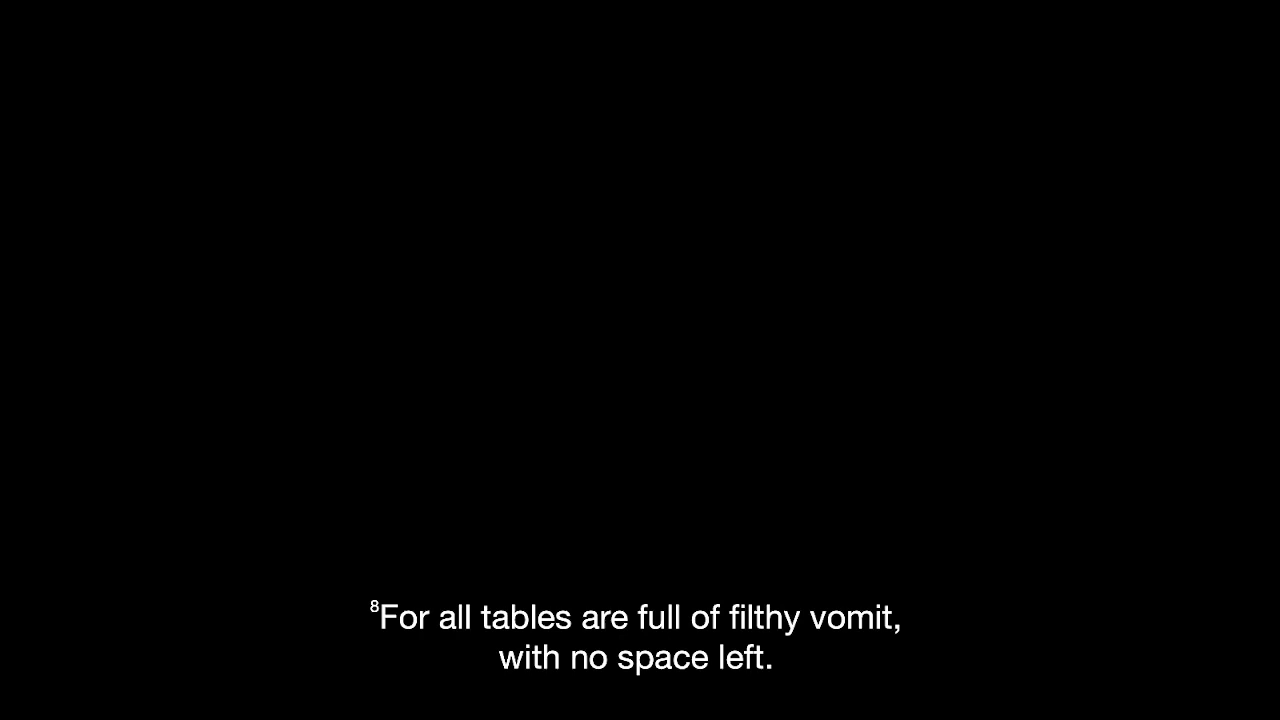 ⁸For all tables are full of filthy vomit,
with no space left.